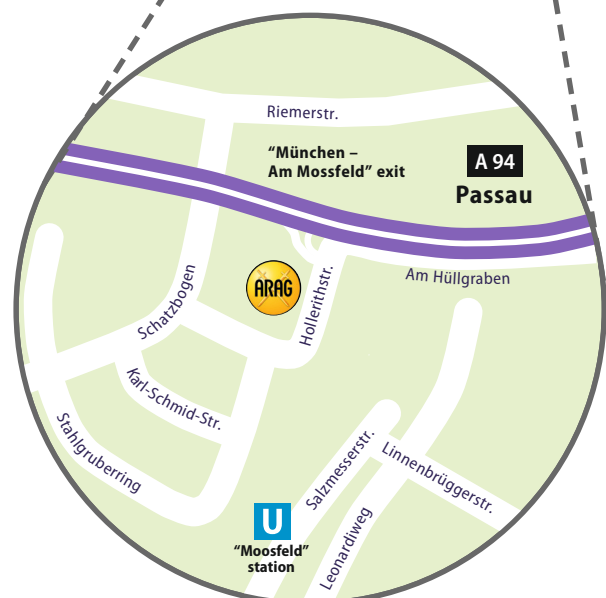 Riemerstr.
“München –
Am Mossfeld” exit
A 94
Passau
Am Hüllgraben
ARAG
Hollerithstr.
Schatzbogen
Karl-Schmid-Str.
Stahlgruberring
Salzmesserstr.
Linnenbrüggerstr.
Leonardiweg
U
“Moosfeld”
station